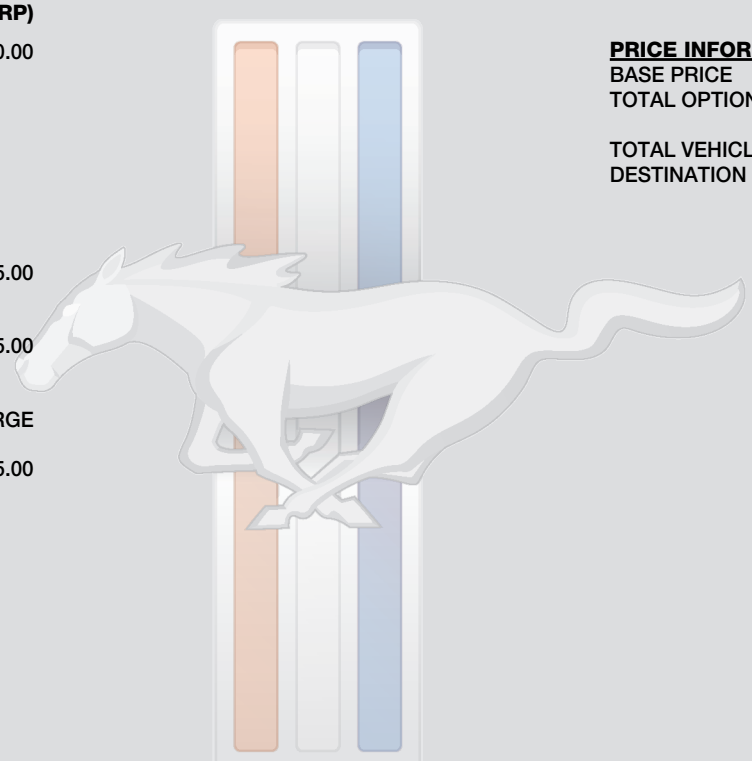 RP)
0.00
5.00
5.00
RGE
5.00
PRICE INFOR
BASE PRICE
TOTAL OPTION
TOTAL VEHICL
DESTINATION